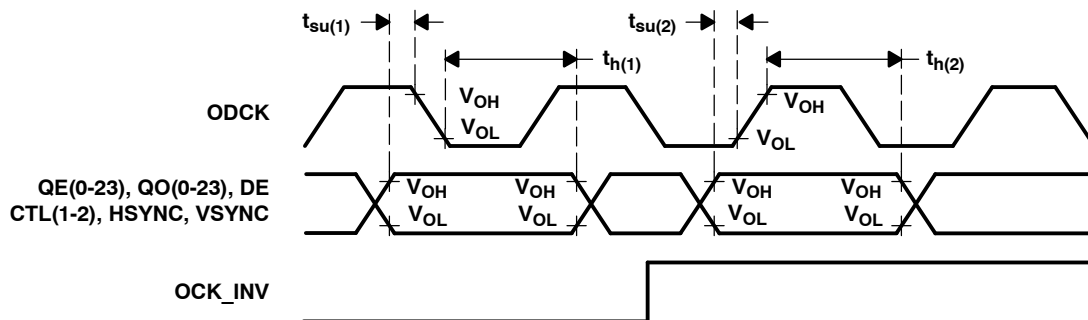 tsu(1)
tsu(2)
th(1)
th(2)
ODCK
VOH
VOL
VOH
VOL
QE(0-23), QO(0-23), DE
CTL(1-2), HSYNC, VSYNC
VOH
VOH
VOH
VOH
VOL
VOL
VOL
VOL
OCK_INV